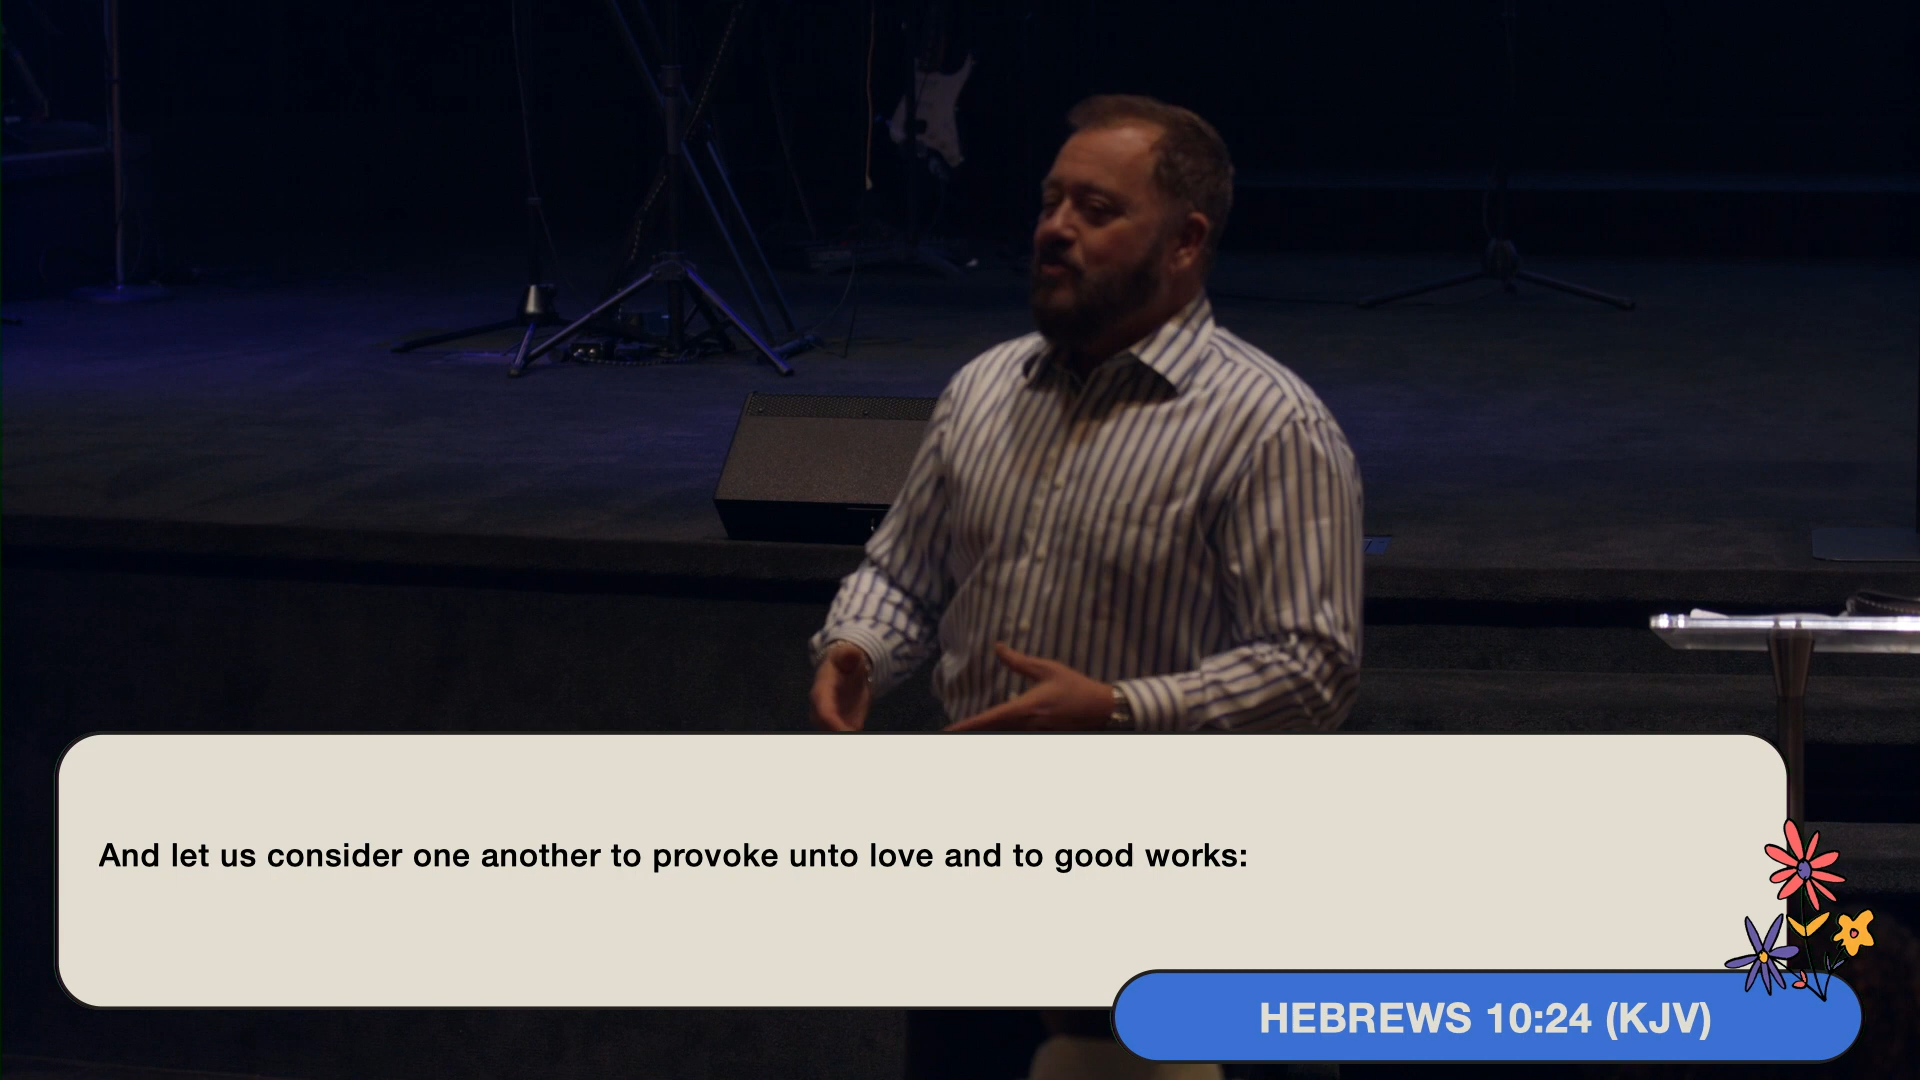 And let us consider one another to provoke unto love and to good works:
HEBREWS 10:24 (KJV)